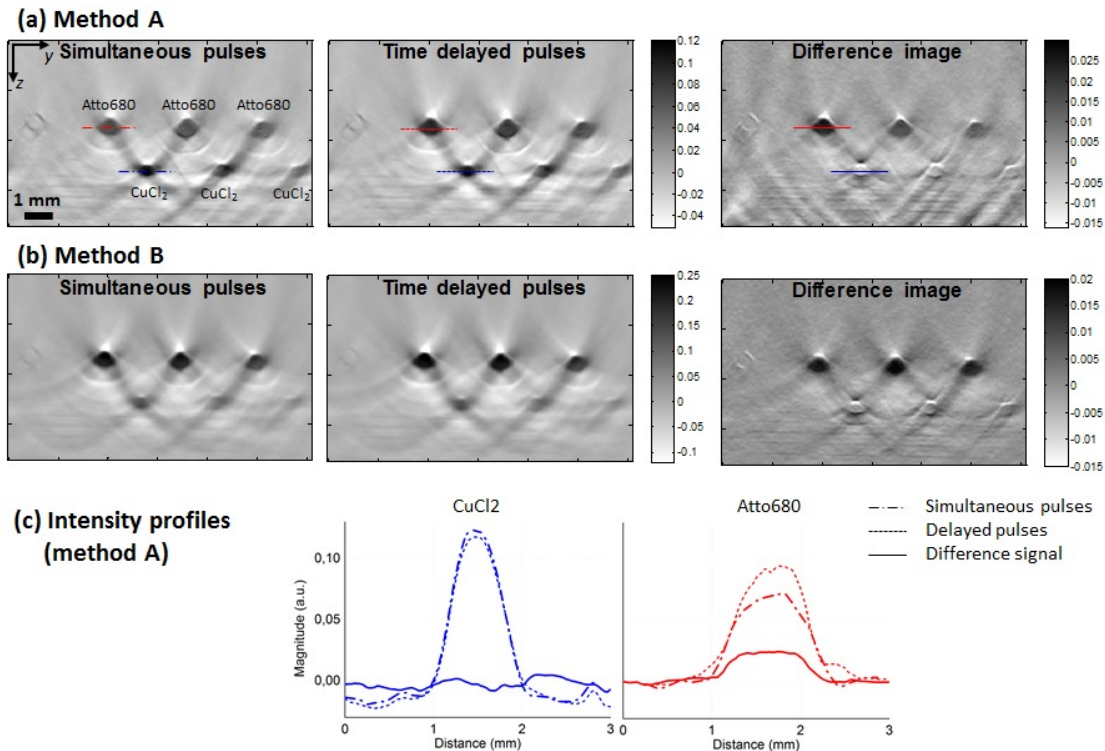 (a) Method A
Simultaneous pulses
Time delayed pulses
Difference image
y
z
Atto680 Atto680 Atto680
CuCl2 CuCl2 CuCl2
1 mm
0.12
0.1
0.08
0.06
0.04
0.02
0
-0.02
-0.04
0.025
0.02
0.015
0.01
0.005
0
-0.005
-0.01
-0.015
(b) Method B
Simultaneous pulses
Time delayed pulses
Difference image
0.25
0.2
0.15
0.1
0.05
0
-0.05
-0.1
0.02
0.015
0.01
0.005
0
-0.005
-0.01
-0.015
(c) Intensity profiles
(method A)
CuCl2
Atto680
Simultaneous pulses
Delayed pulses
Difference signal
Magnitude (a.u.)
0,10
0,05
0,00
0 1 2 3
Distance (mm)
0 1 2 3
Distance (mm)